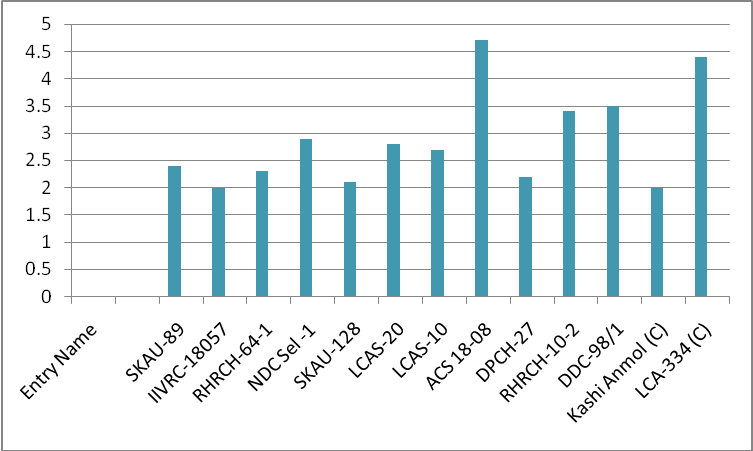 5
4.5
4
3.5
3
2.5
2
1.5
1
0.5
0
Entry Name
SKAU-89
IIVRC-18057
RHRCH-64-1
NDC Sel -1
SKAU-128
LCAS-20
LCAS-10
ACS 18-08
DPCH-27
RHRCH-10-2
DDC-98/1
Kashi Anmol (C)
LCA-334 (C)